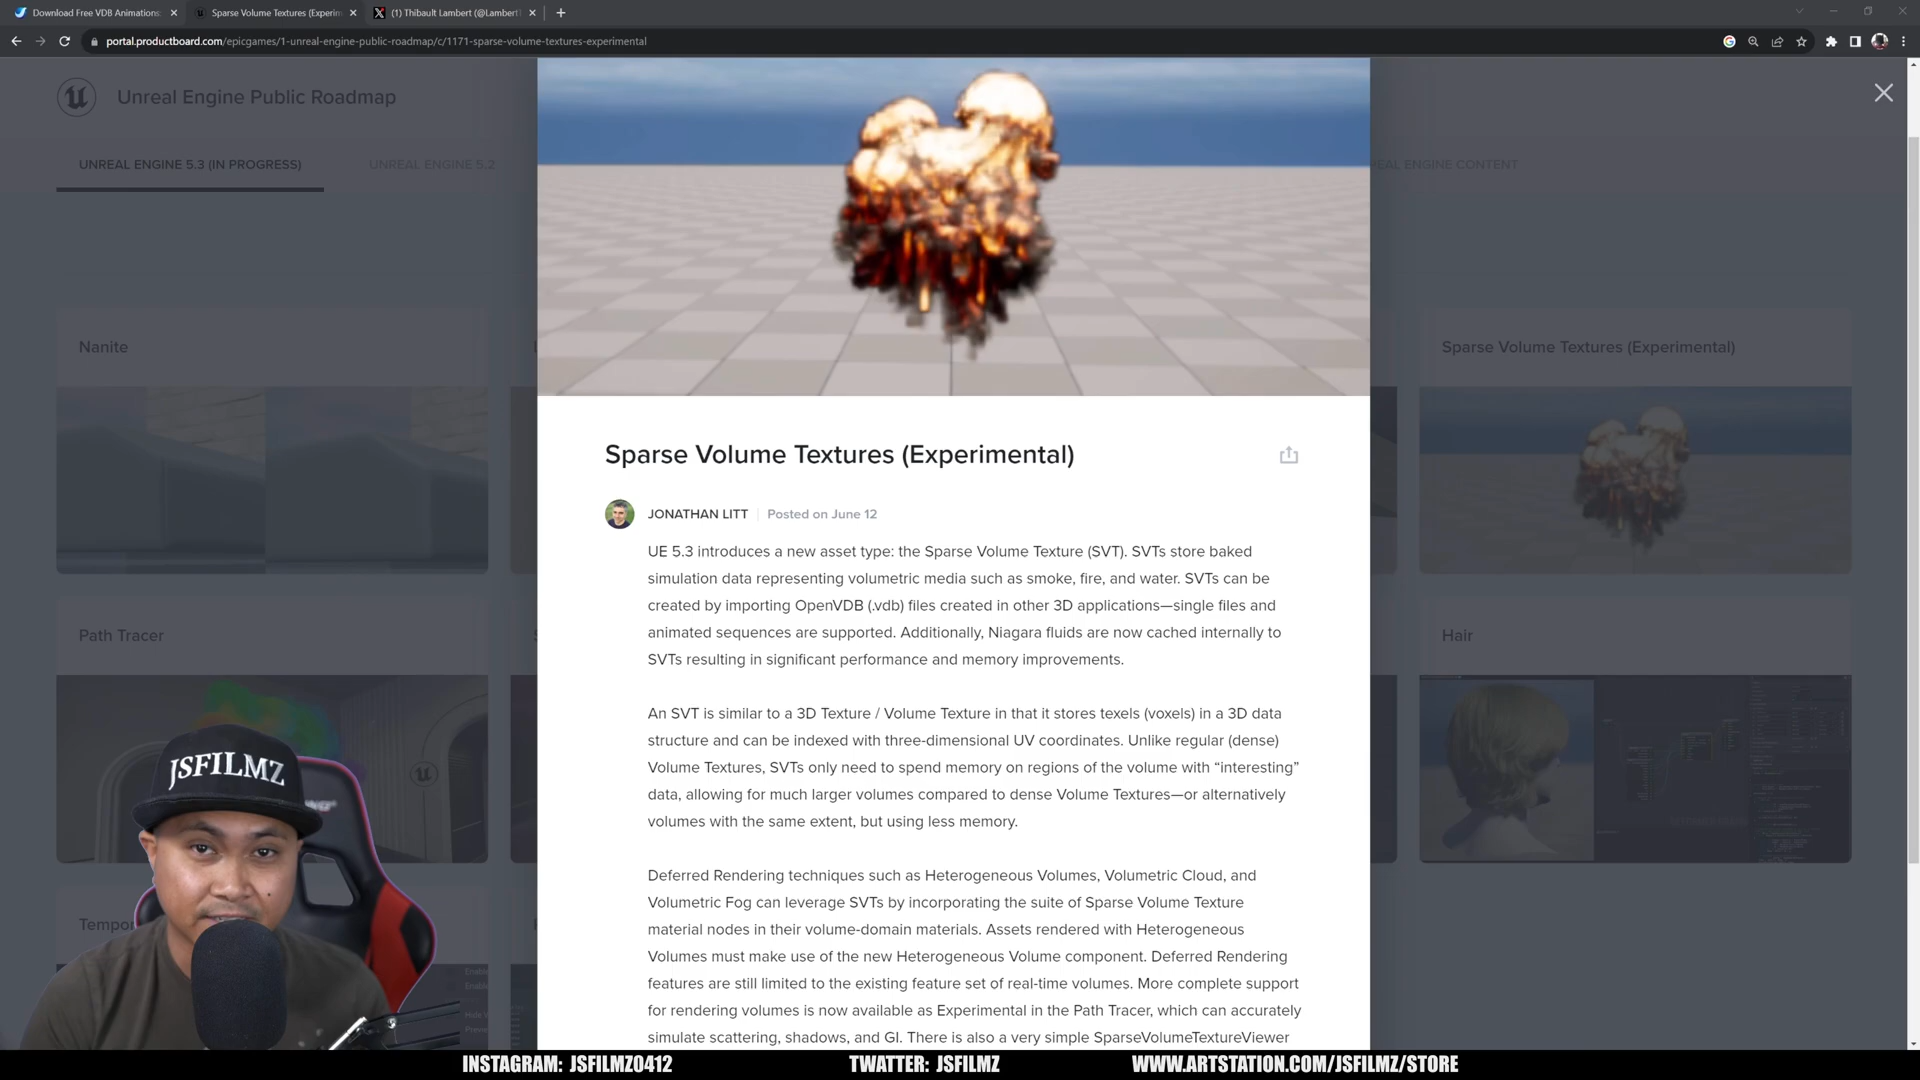 Download Free VDB Animations
Sparse Volume Textures (Experim
(1) Thibault Lambert (@Lambert
portal.productboard.com/epicgames/1-unreal-engine-public-roadmap/c/1171-sparse-volume-textures-experimental
Unreal Engine Public Roadmap
UNREAL ENGINE 5.3 (IN PROGRESS)
UNREAL ENGINE 5.2
REAL ENGINE CONTENT
Nanite
Sparse Volume Textures (Experimental)
Sparse Volume Textures (Experimental)
JONATHAN LITT
Posted on June 12
UE 5.3 introduces a new asset type: the Sparse Volume Texture (SVT). SVTs store baked
simulation data representing volumetric media such as smoke, fire, and water. SVTs can be
created by importing OpenVDB (.vdb) files created in other 3D applications—single files and
animated sequences are supported. Additionally, Niagara fluids are now cached internally to
SVTs resulting in significant performance and memory improvements.
Path Tracer
Hair
An SVT is similar to a 3D Texture / Volume Texture in that it stores texels (voxels) in a 3D data
structure and can be indexed with three-dimensional UV coordinates. Unlike regular (dense)
Volume Textures, SVTs only need to spend memory on regions of the volume with “interesting”
data, allowing for much larger volumes compared to dense Volume Textures—or alternatively
volumes with the same extent, but using less memory.
JSFILMZ
Deferred Rendering techniques such as Heterogeneous Volumes, Volumetric Cloud, and
Volumetric Fog can leverage SVTs by incorporating the suite of Sparse Volume Texture
material nodes in their volume-domain materials. Assets rendered with Heterogeneous
Volumes must make use of the new Heterogeneous Volume component. Deferred Rendering
features are still limited to the existing feature set of real-time volumes. More complete support
for rendering volumes is now available as Experimental in the Path Tracer, which can accurately
simulate scattering, shadows, and GI. There is also a very simple SparseVolumeTextureViewer
Tempor
INSTAGRAM: JSFILMZ0412
TWATTER: JSFILMZ
WWW.ARTSTATION.COM/JSFILMZ/STORE